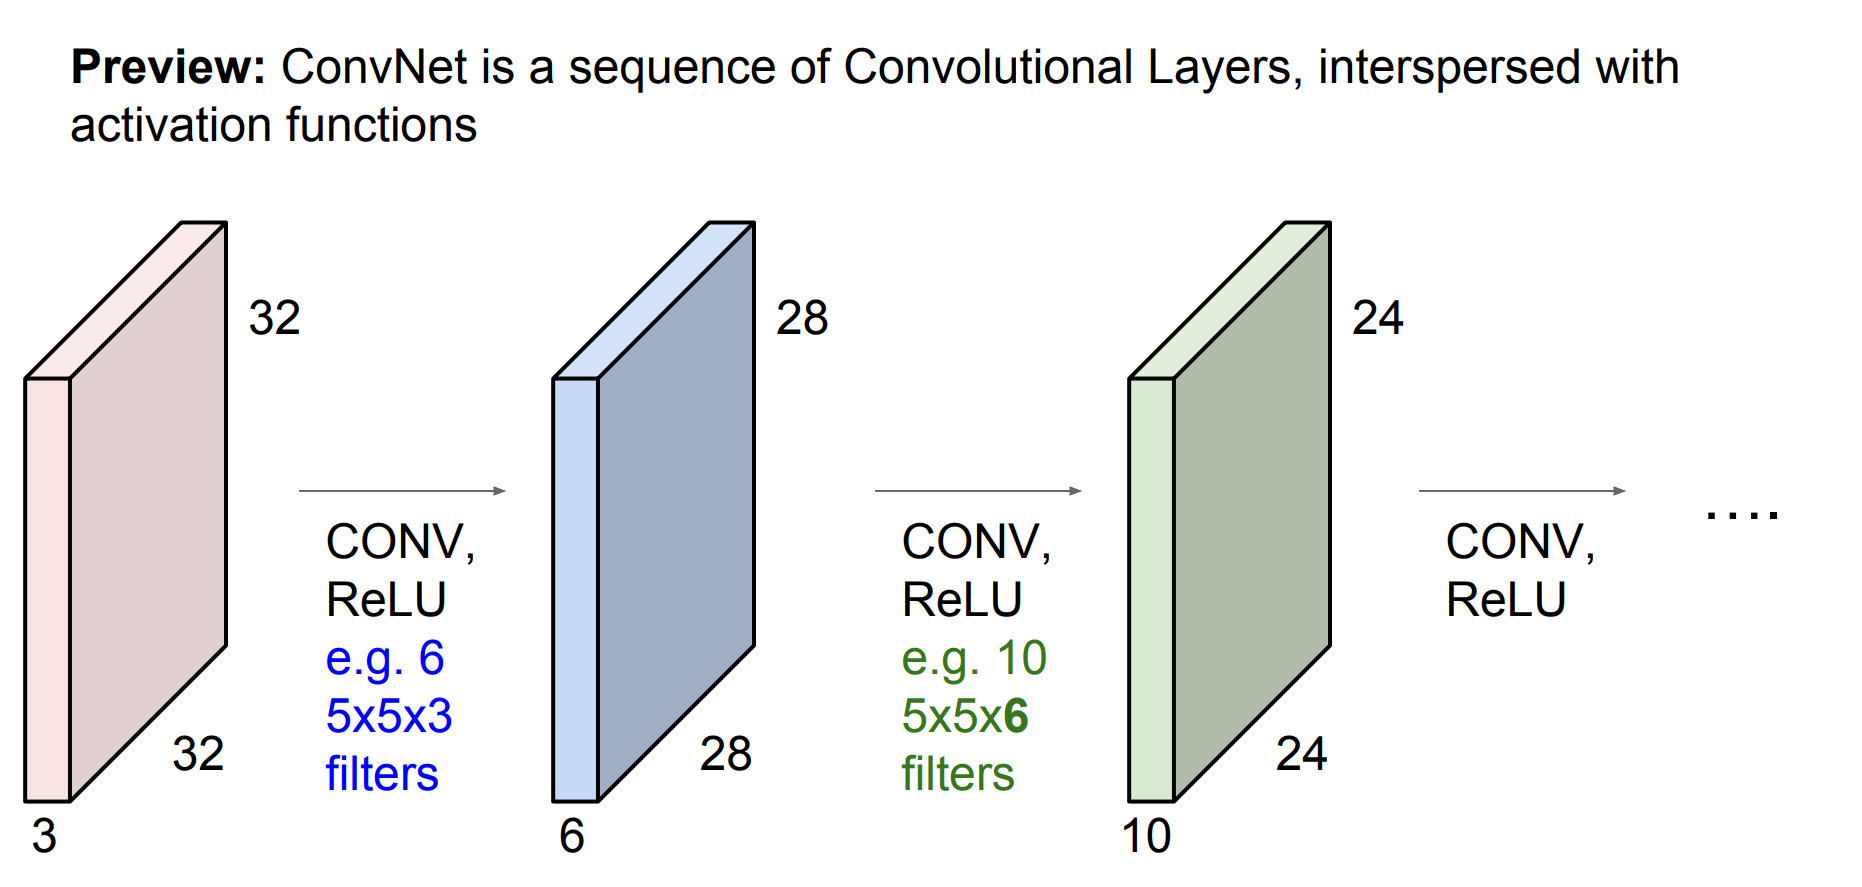 Preview: ConvNet is a sequence of Convolutional Layers, interspersed with
activation functions
32
32
3
CONV,
ReLU
e.g. 6
5x5x3
filters
28
28
6
CONV,
ReLU
e.g. 10
5x5x6
filters
24
24
10
CONV,
ReLU
....